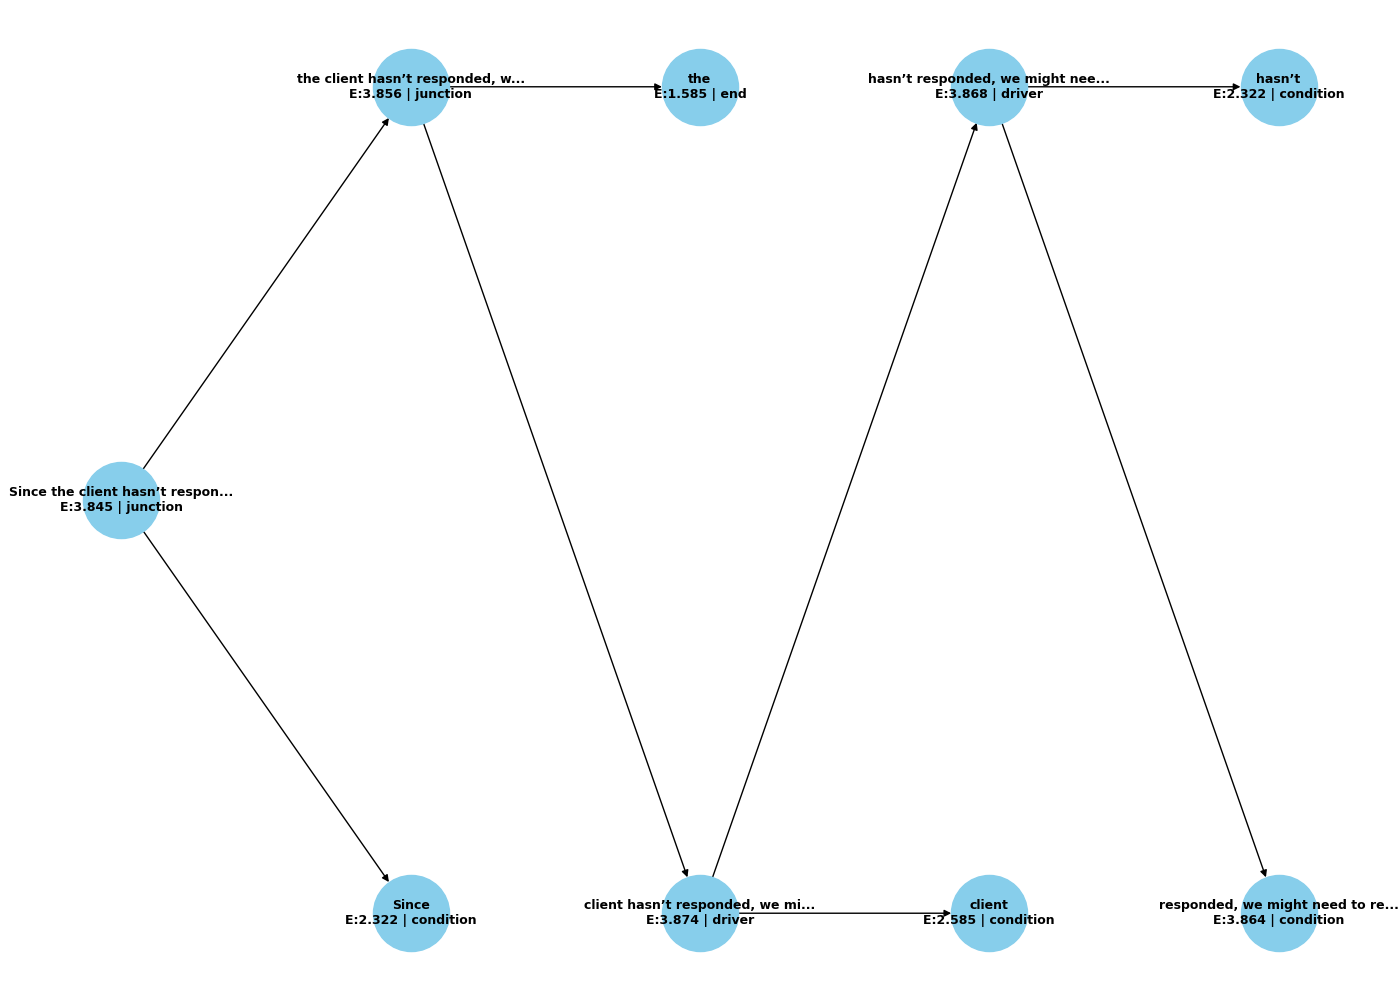 the client hasn’t responded, w...
E:3.856 | junction
the
E:1.585 | end
hasn’t responded, we might nee...
E:3.868 | driver
hasn’t
E:2.322 | condition
Since the client hasn’t respon...
E:3.845 | junction
Since
E:2.322 | condition
client hasn’t responded, we mi...
E:3.874 | driver
client
E:2.585 | condition
responded, we might need to re...
E:3.864 | condition